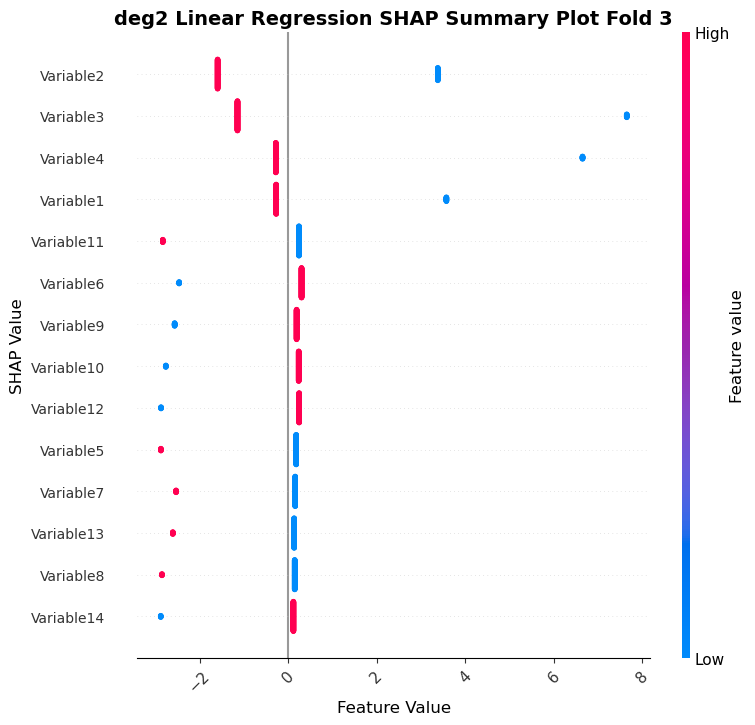 deg2 Linear Regression SHAP Summary Plot Fold 3
High
Variable2
Variable3
Variable4
Variable1
Variable11
Variable6
Variable9
Variable10
Variable12
Variable5
Variable7
Variable13
Variable8
Variable14
SHAP Value
Feature value
Low
−2
0
2
4
6
8
Feature Value